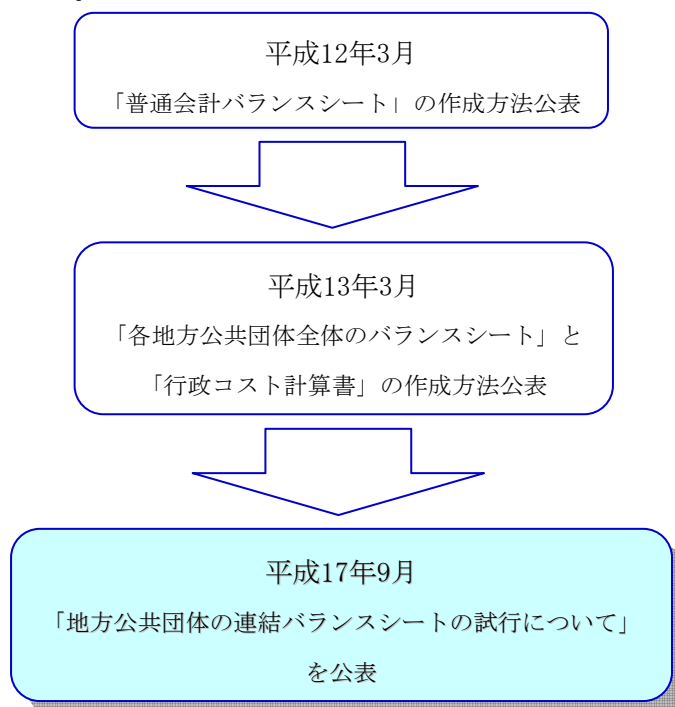 平成12年3月
「普通会計バランスシート」の作成方法公表
平成13年3月
「各地方公共団体全体のバランスシート」と
「行政コスト計算書」の作成方法公表
平成17年9月
「地方公共団体の連結バランスシートの試行について」
を公表